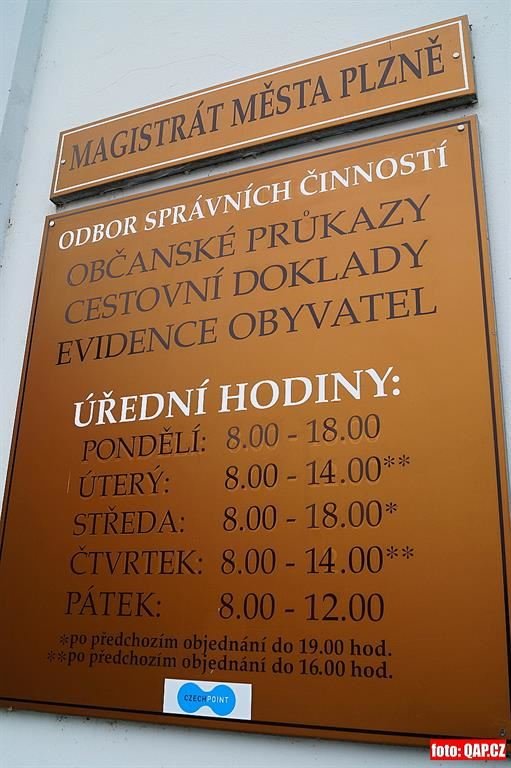 MAGISTRÁT MĚSTA PLZNĚ
ODBOR SPRÁVNÍCH ČINNOSTÍ
OBČANSKÉ PRŮKAZY
CESTOVNÍ DOKLADY
EVIDENCE OBYVATEL
ÚŘEDNÍ HODINY:
PONDĚLÍ: 8.00 - 18.00
ÚTERÝ: 8.00 - 14.00**
STŘEDA: 8.00 - 18.00*
ČTVRTEK: 8.00 - 14.00**
PÁTEK: 8.00 - 12.00
*po předchozím objednání do 19.00 hod.
**po předchozím objednání do 16.00 hod.
CZECH POINT
foto: QAP.CZ